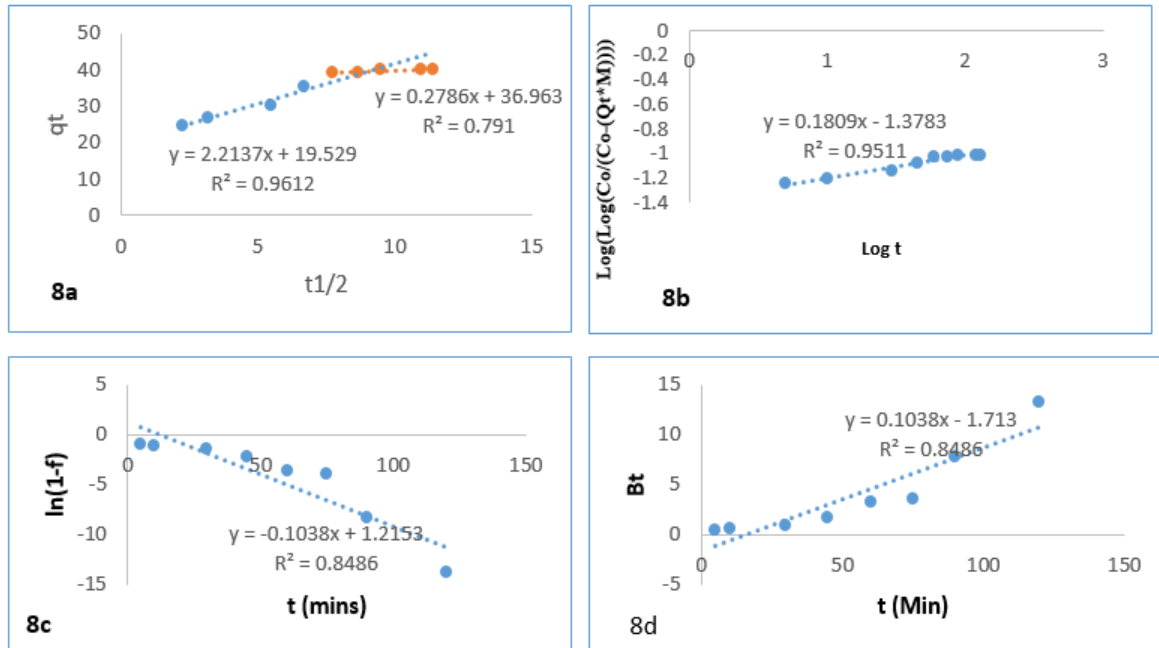 50
40
30
20
10
0
qt
y = 0.2786x + 36.963
R² = 0.791
y = 2.2137x + 19.529
R² = 0.9612
0 5 10 15
t1/2
8a
0
-0.2
-0.4
-0.6
-0.8
-1
-1.2
-1.4
Log(Log(Co/(Co-(Qt*M))))
0 1 2 3
y = 0.1809x - 1.3783
R² = 0.9511
Log t
8b
5
0
-5
-10
-15
ln(1-f)
0 50 100 150
y = -0.1038x + 1.2153
R² = 0.8486
t (mins)
8c
15
10
5
0
-5
Bt
y = 0.1038x - 1.713
R² = 0.8486
0 50 100 150
t (Min)
8d